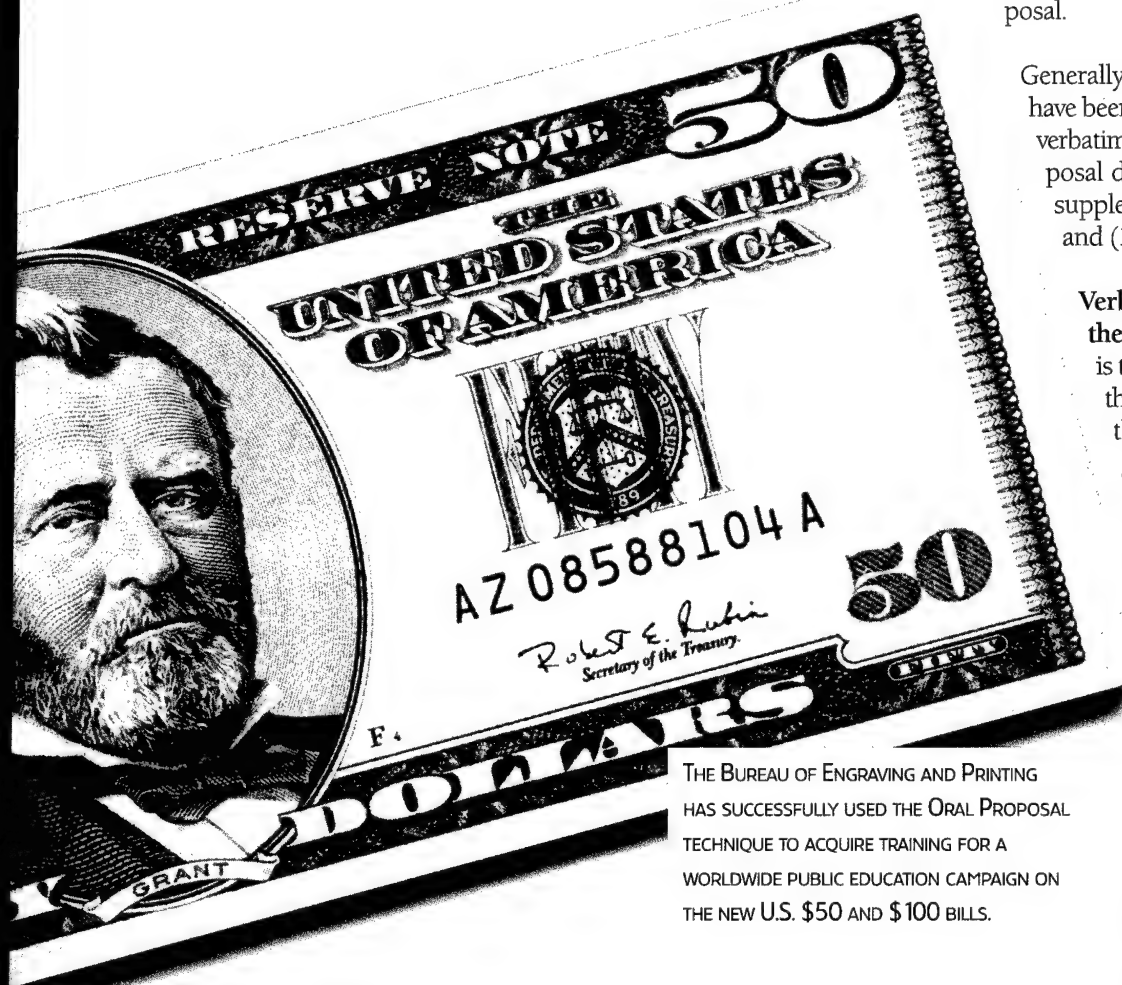 posal.
Generally
have been
verbatim
posal d
supple
and (
Verl
the
is t
th
t
RESERVE NOTE
50
THE
UNITED STATES
OF AMERICA
AZ 08588104 A
50
Robert E. Rubin
Secretary of the Treasury.
FIFTY
F.
DOLLARS
GRANT
THE BUREAU OF ENGRAVING AND PRINTING
HAS SUCCESSFULLY USED THE ORAL PROPOSAL
TECHNIQUE TO ACQUIRE TRAINING FOR A
WORLDWIDE PUBLIC EDUCATION CAMPAIGN ON
THE NEW U.S. $50 AND $100 BILLS.